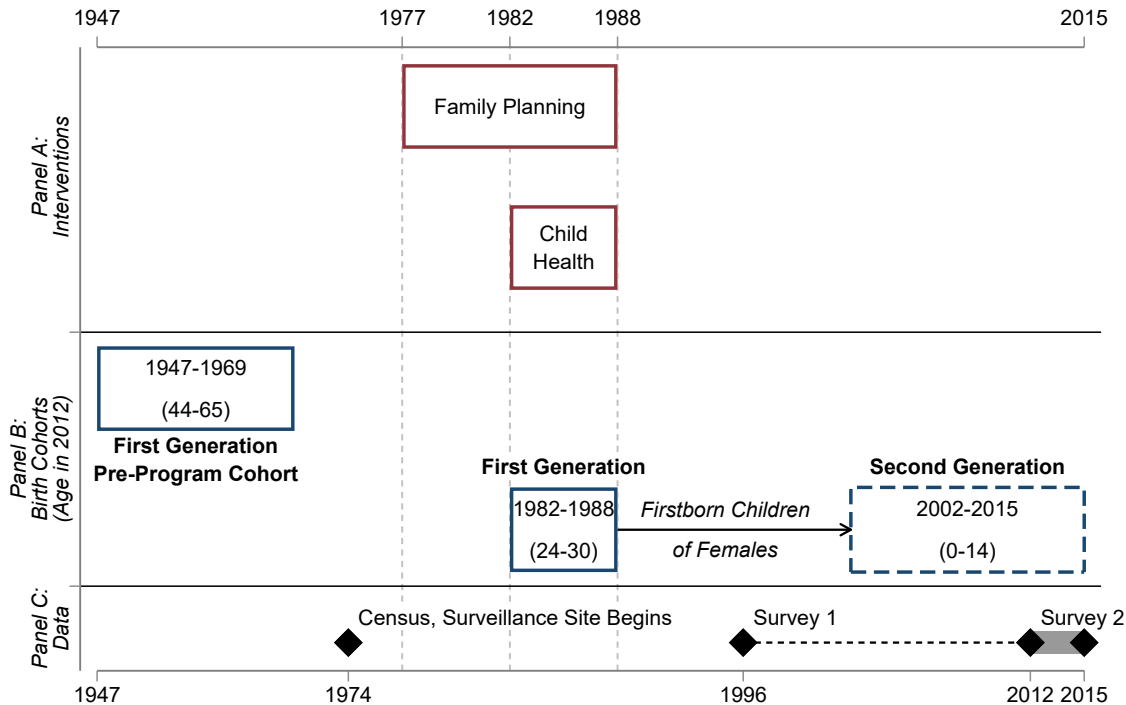 1947 1977 1982 1988 2015
Panel A:
Interventions
Family Planning
Child
Health
Panel B:
Birth Cohorts
(Age in 2012)
1947-1969
(44-65)
First Generation
Pre-Program Cohort
First Generation
1982-1988
(24-30)
Firstborn Children
of Females
Second Generation
2002-2015
(0-14)
Panel C:
Data
Census, Surveillance Site Begins
Survey 1
Survey 2
1947 1974 1996 2012 2015